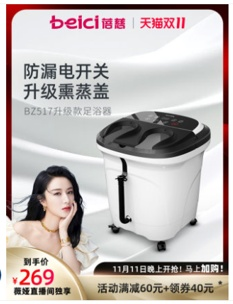 beici 蓓慈 天猫双11
防漏电开关
升级熏蒸盖
BZ517升级款足浴器
到手价
¥269
薇娅直播间独享
11月11日晚上开抢！马上加购！
活动满减60元+领券40元